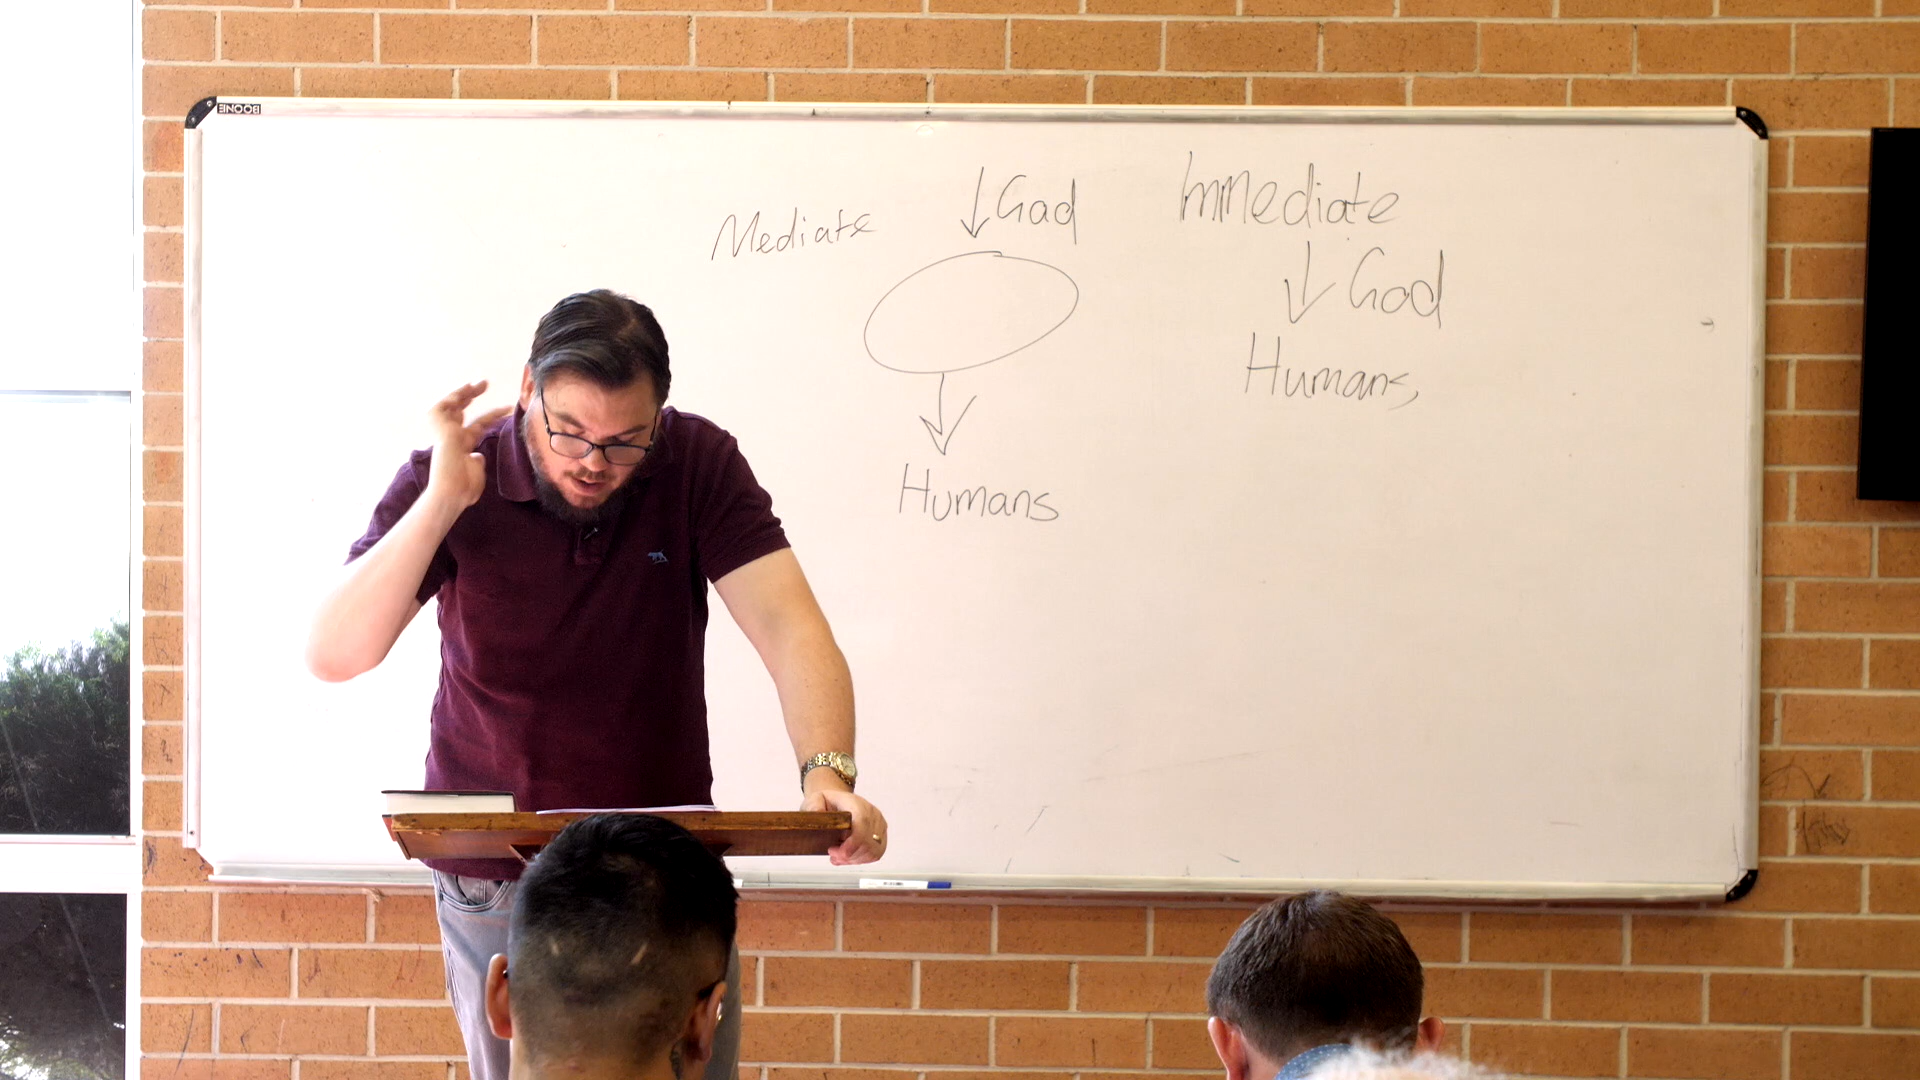 BOONE
Mediate
↓ God
Humans
Immediate
↓ God
Humans,